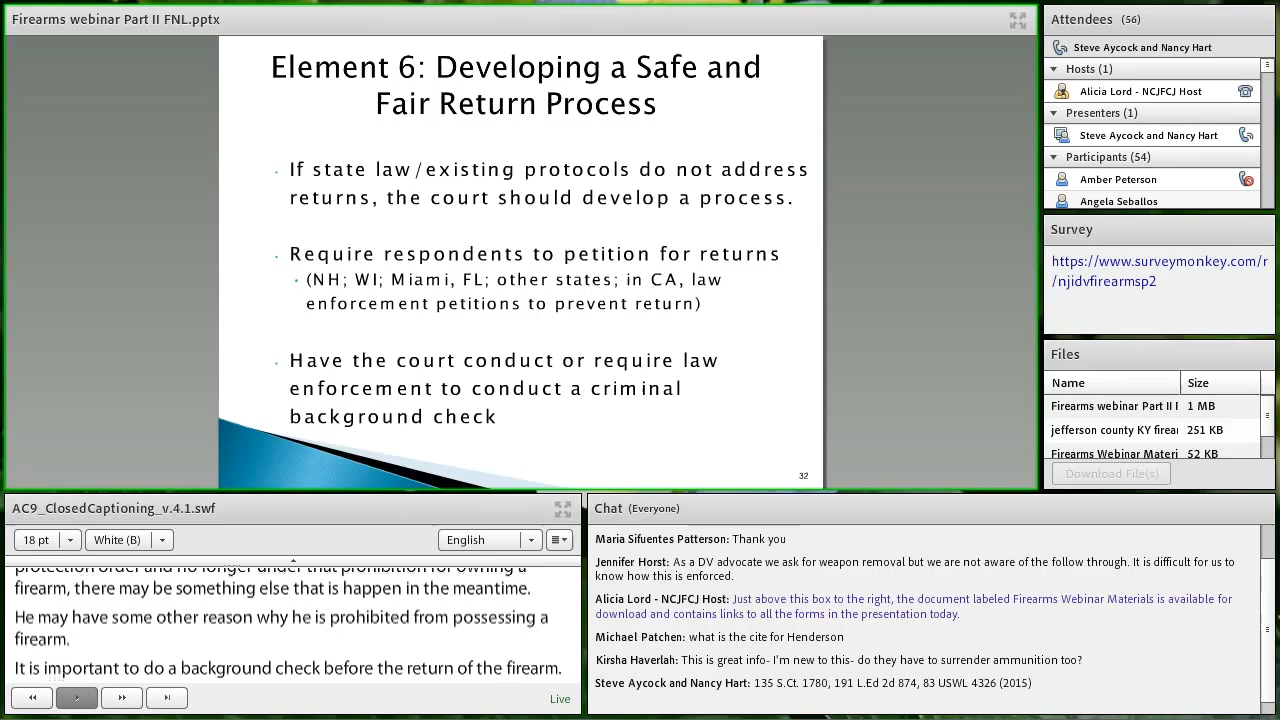 Firearms webinar Part II FNL.pptx
Element 6: Developing a Safe and
Fair Return Process
If state law/existing protocols do not address
returns, the court should develop a process.
Require respondents to petition for returns
(NH; WI; Miami, FL; other states; in CA, law
enforcement petitions to prevent return)
Have the court conduct or require law
enforcement to conduct a criminal
background check
32
Attendees (56)
Steve Aycock and Nancy Hart
Hosts (1)
Alicia Lord - NCJFCJ Host
Presenters (1)
Steve Aycock and Nancy Hart
Participants (54)
Amber Peterson
Angela Seballos
Survey
https://www.surveymonkey.com/r
/njidvfirearmsp2
Files
Name Size
Firearms webinar Part II F 1 MB
jefferson county KY firear 251 KB
Firearms Webinar Materi 52 KB
Download File(s)
AC9_ClosedCaptioning_v.4.1.swf
18 pt White (B) English
protection order and no longer under that prohibition for owning a
firearm, there may be something else that is happen in the meantime.
He may have some other reason why he is prohibited from possessing a
firearm.
It is important to do a background check before the return of the firearm.
Live
Chat (Everyone)
Maria Sifuentes Patterson: Thank you
Jennifer Horst: As a DV advocate we ask for weapon removal but we are not aware of the follow through. It is difficult for us to
know how this is enforced.
Alicia Lord - NCJFCJ Host: Just above this box to the right, the document labeled Firearms Webinar Materials is available for
download and contains links to all the forms in the presentation today.
Michael Patchen: what is the cite for Henderson
Kirsha Haverlah: This is great info- I'm new to this- do they have to surrender ammunition too?
Steve Aycock and Nancy Hart: 135 S.Ct. 1780, 191 L.Ed 2d 874, 83 USWL 4326 (2015)